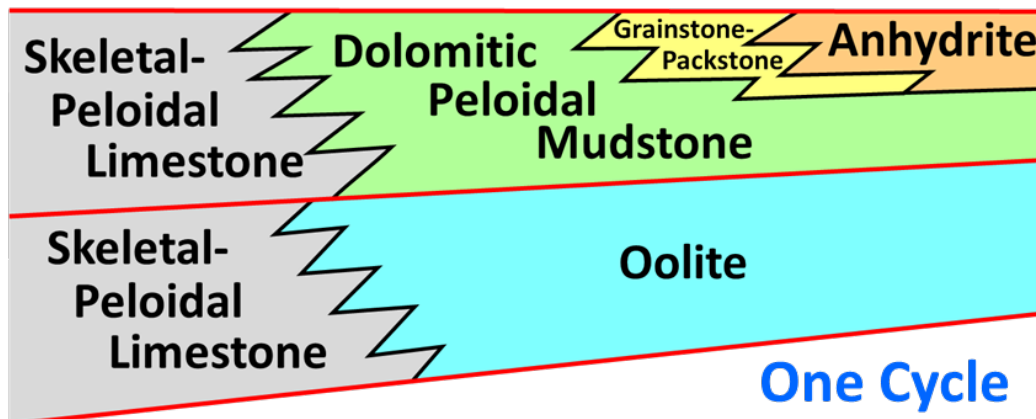 Skeletal-
Peloidal
Limestone
Dolomitic
Peloidal
Mudstone
Grainstone-
Packstone
Anhydrite
Skeletal-
Peloidal
Limestone
Oolite
One Cycle